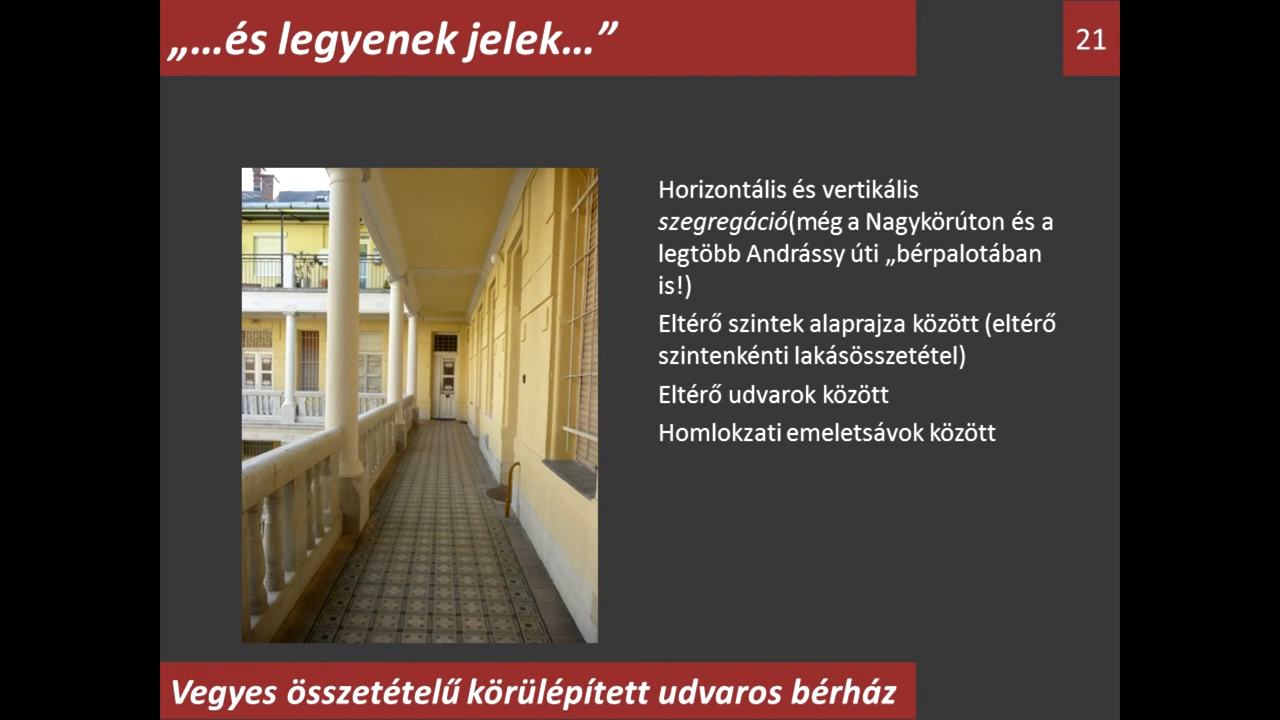 „…és legyenek jelek…”
21
Horizontális és vertikális
szegregáció(még a Nagykörúton és a
legtöbb Andrássy úti „bérpalotában
is!)
Eltérő szintek alaprajza között (eltérő
szintenkénti lakásösszetétel)
Eltérő udvarok között
Homlokzati emeletsávok között
Vegyes összetételű körülépített udvaros bérház